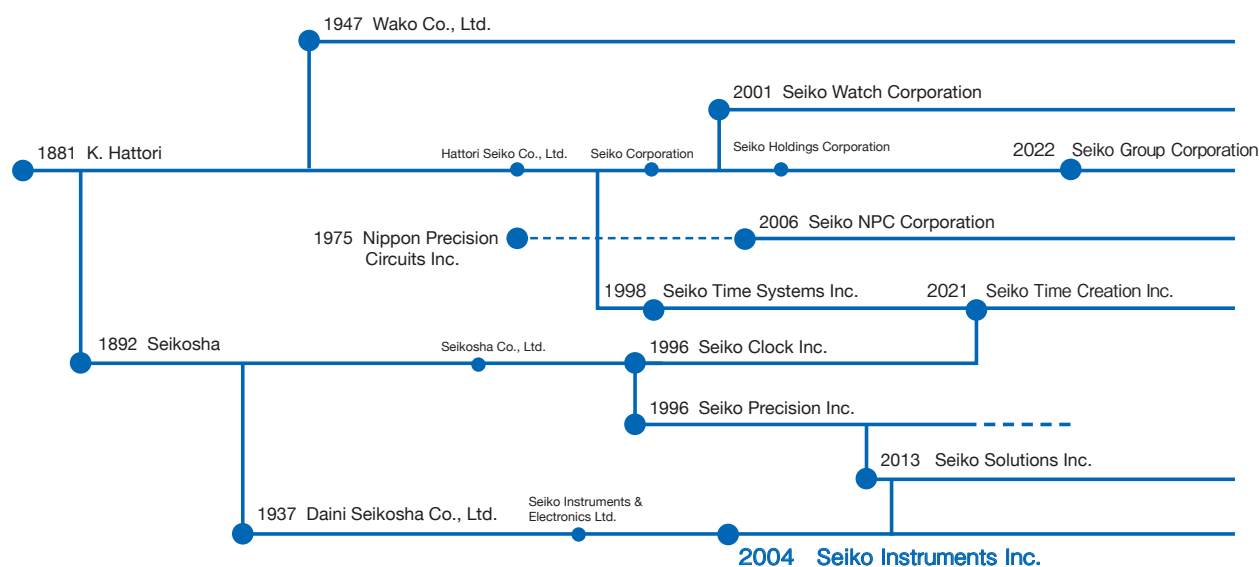 1947 Wako Co., Ltd.
2001 Seiko Watch Corporation
1881 K. Hattori
Hattori Seiko Co., Ltd.
Seiko Corporation
Seiko Holdings Corporation
2022 Seiko Group Corporation
1975 Nippon Precision
Circuits Inc.
2006 Seiko NPC Corporation
1998 Seiko Time Systems Inc.
2021 Seiko Time Creation Inc.
1892 Seikosha
Seikosha Co., Ltd.
1996 Seiko Clock Inc.
1996 Seiko Precision Inc.
2013 Seiko Solutions Inc.
1937 Daini Seikosha Co., Ltd.
Seiko Instruments &
Electronics Ltd.
2004 Seiko Instruments Inc.